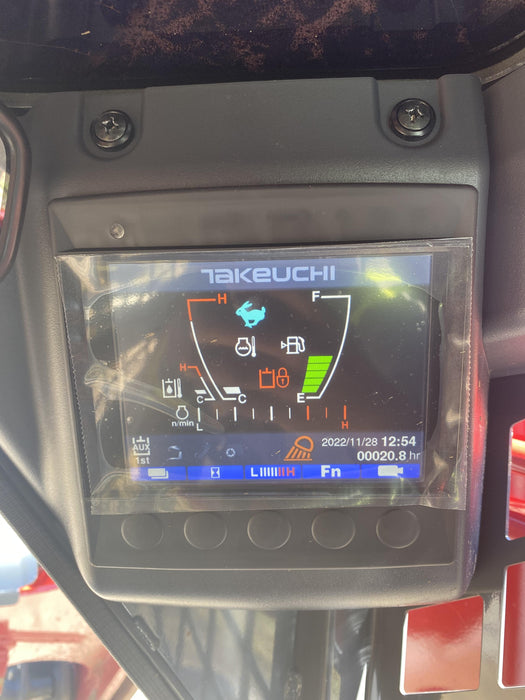 TAKEUCHI
H F
H
C C E
n/min L H
AUX
1st
2022/11/28 12:54
00020.8 hr
L H Fn